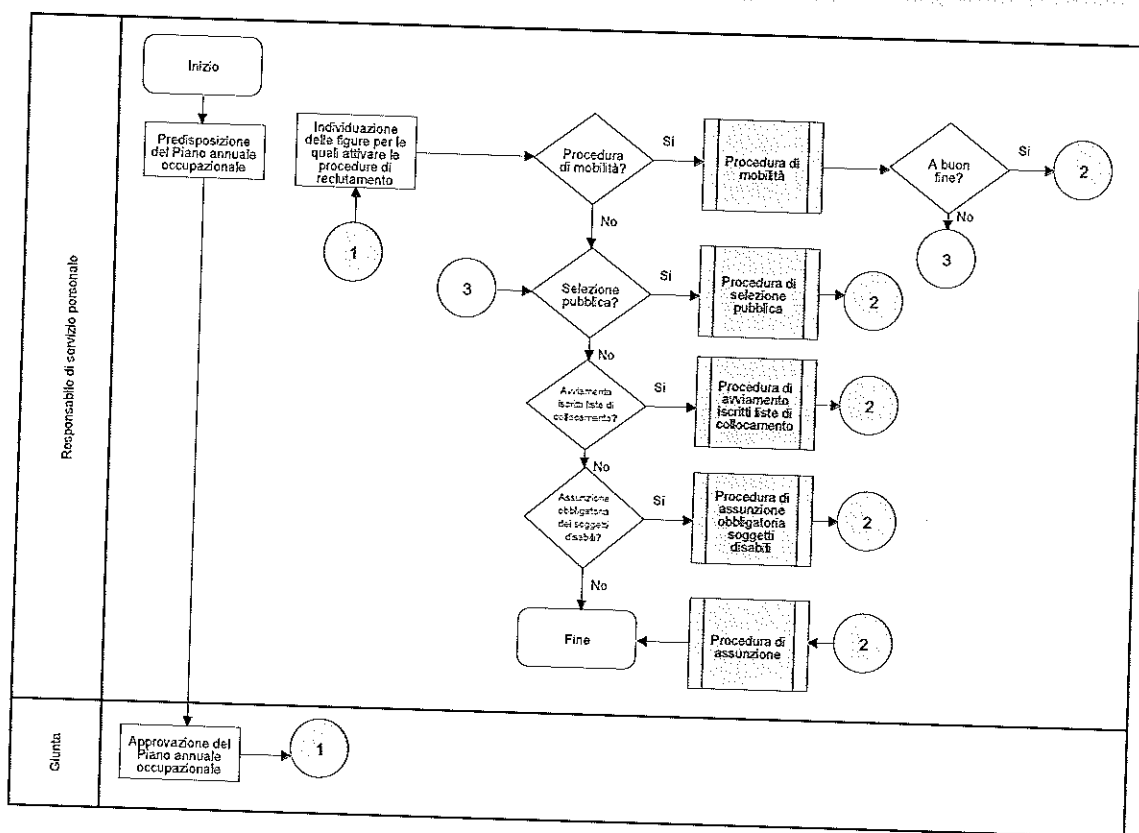 Inizio
Predisposizione
del Piano annuale
occupazionale
Individuazione
delle figure per le
quali attivare le
procedure di
reclutamento
1
Procedura
di mobilità?
Sì
Procedura di
mobilità
A buon
fine?
Sì
2
No
3
No
3
Selezione
pubblica?
Sì
Procedura di
selezione
pubblica
2
No
Avviamento
iscritti liste di
collocamento?
Sì
Procedura di
avviamento
iscritti liste di
collocamento
2
No
Assunzione
obbligatoria
dei soggetti
disabili?
Sì
Procedura di
assunzione
obbligatoria
soggetti
disabili
2
No
Fine
Procedura di
assunzione
2
Responsabile di servizio personale
Giunta
Approvazione del
Piano annuale
occupazionale
1